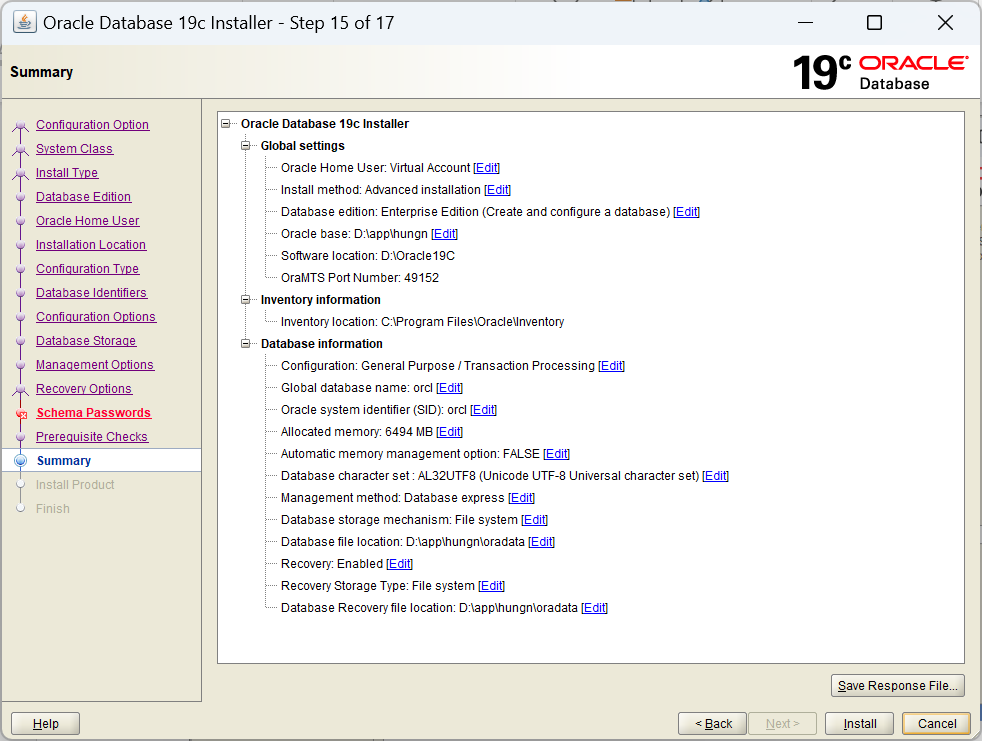 Oracle Database 19c Installer - Step 15 of 17
Summary
19c ORACLE
Database
Configuration Option
System Class
Install Type
Database Edition
Oracle Home User
Installation Location
Configuration Type
Database Identifiers
Configuration Options
Database Storage
Management Options
Recovery Options
Schema Passwords
Prerequisite Checks
Summary
Install Product
Finish
Oracle Database 19c Installer
Global settings
Oracle Home User: Virtual Account [Edit]
Install method: Advanced installation [Edit]
Database edition: Enterprise Edition (Create and configure a database) [Edit]
Oracle base: D:\app\hungn [Edit]
Software location: D:\Oracle19C
OraMTS Port Number: 49152
Inventory information
Inventory location: C:\Program Files\Oracle\Inventory
Database information
Configuration: General Purpose / Transaction Processing [Edit]
Global database name: orcl [Edit]
Oracle system identifier (SID): orcl [Edit]
Allocated memory: 6494 MB [Edit]
Automatic memory management option: FALSE [Edit]
Database character set : AL32UTF8 (Unicode UTF-8 Universal character set) [Edit]
Management method: Database express [Edit]
Database storage mechanism: File system [Edit]
Database file location: D:\app\hungn\oradata [Edit]
Recovery: Enabled [Edit]
Recovery Storage Type: File system [Edit]
Database Recovery file location: D:\app\hungn\oradata [Edit]
Save Response File...
Help
< Back
Next >
Install
Cancel